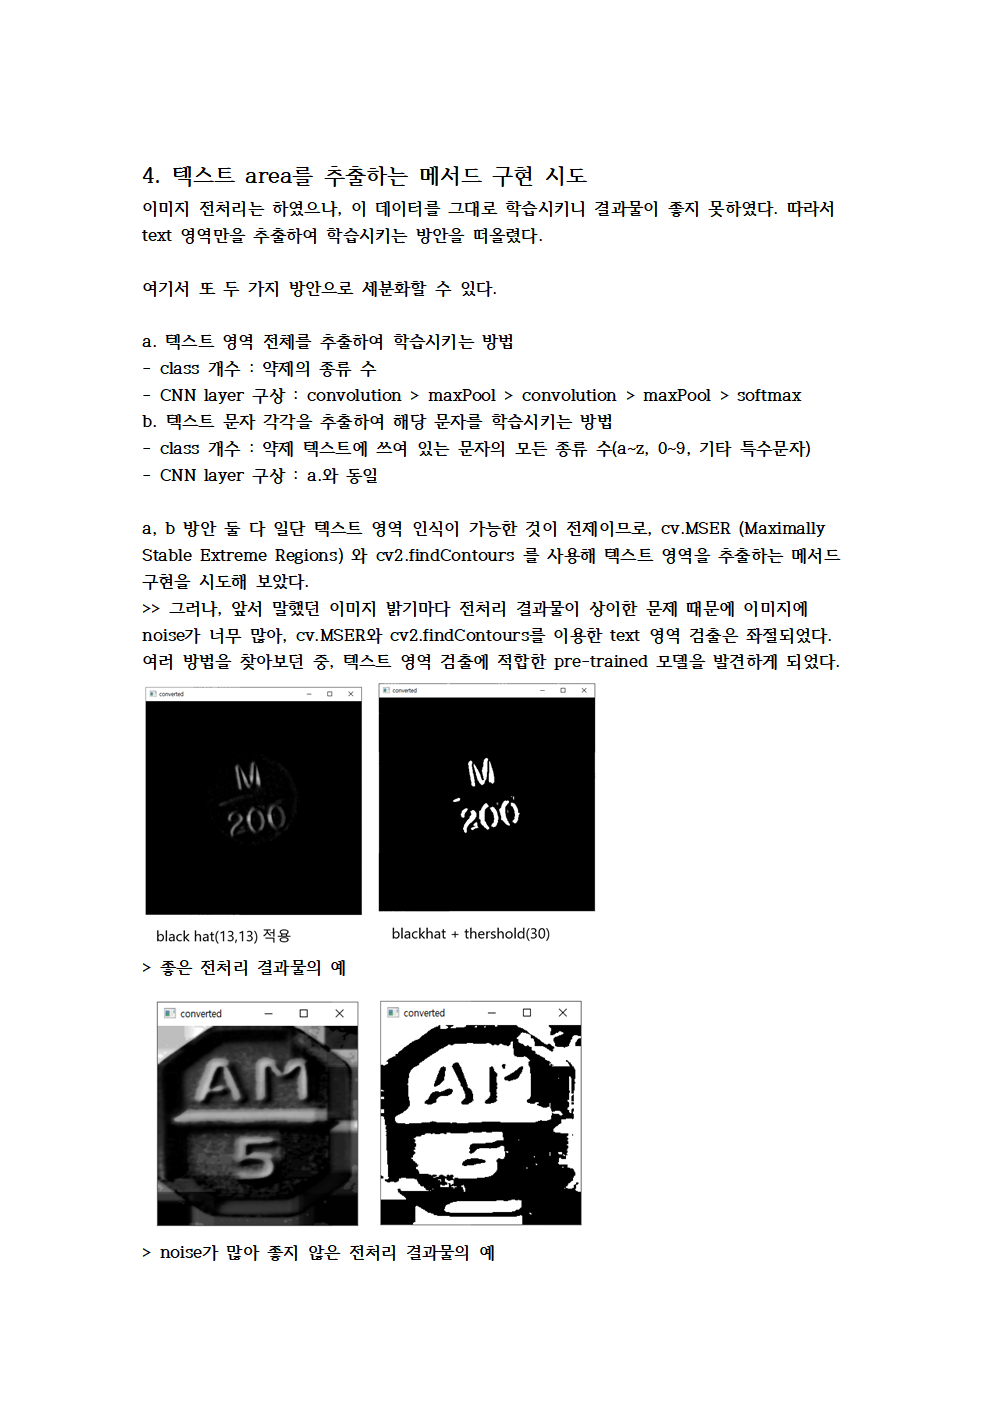 4. 텍스트 area를 추출하는 메서드 구현 시도
이미지 전처리는 하였으나, 이 데이터를 그대로 학습시키니 결과물이 좋지 못하였다. 따라서
text 영역만을 추출하여 학습시키는 방안을 떠올렸다.
여기서 또 두 가지 방안으로 세분화할 수 있다.
a. 텍스트 영역 전체를 추출하여 학습시키는 방법
- class 개수 : 약제의 종류 수
- CNN layer 구상 : convolution > maxPool > convolution > maxPool > softmax
b. 텍스트 문자 각각을 추출하여 해당 문자를 학습시키는 방법
- class 개수 : 약제 텍스트에 쓰여 있는 문자의 모든 종류 수(a~z, 0~9, 기타 특수문자)
- CNN layer 구상 : a.와 동일
a, b 방안 둘 다 일단 텍스트 영역 인식이 가능한 것이 전제이므로, cv.MSER (Maximally
Stable Extreme Regions) 와 cv2.findContours 를 사용해 텍스트 영역을 추출하는 메서드
구현을 시도해 보았다.
>> 그러나, 앞서 말했던 이미지 밝기마다 전처리 결과물이 상이한 문제 때문에 이미지에
noise가 너무 많아, cv.MSER와 cv2.findContours를 이용한 text 영역 검출은 좌절되었다.
여러 방법을 찾아보던 중, 텍스트 영역 검출에 적합한 pre-trained 모델을 발견하게 되었다.
converted converted
M M
200 200
black hat(13,13) 적용 blackhat + thershold(30)
> 좋은 전처리 결과물의 예
converted converted
AM AM
5 5
> noise가 많아 좋지 않은 전처리 결과물의 예